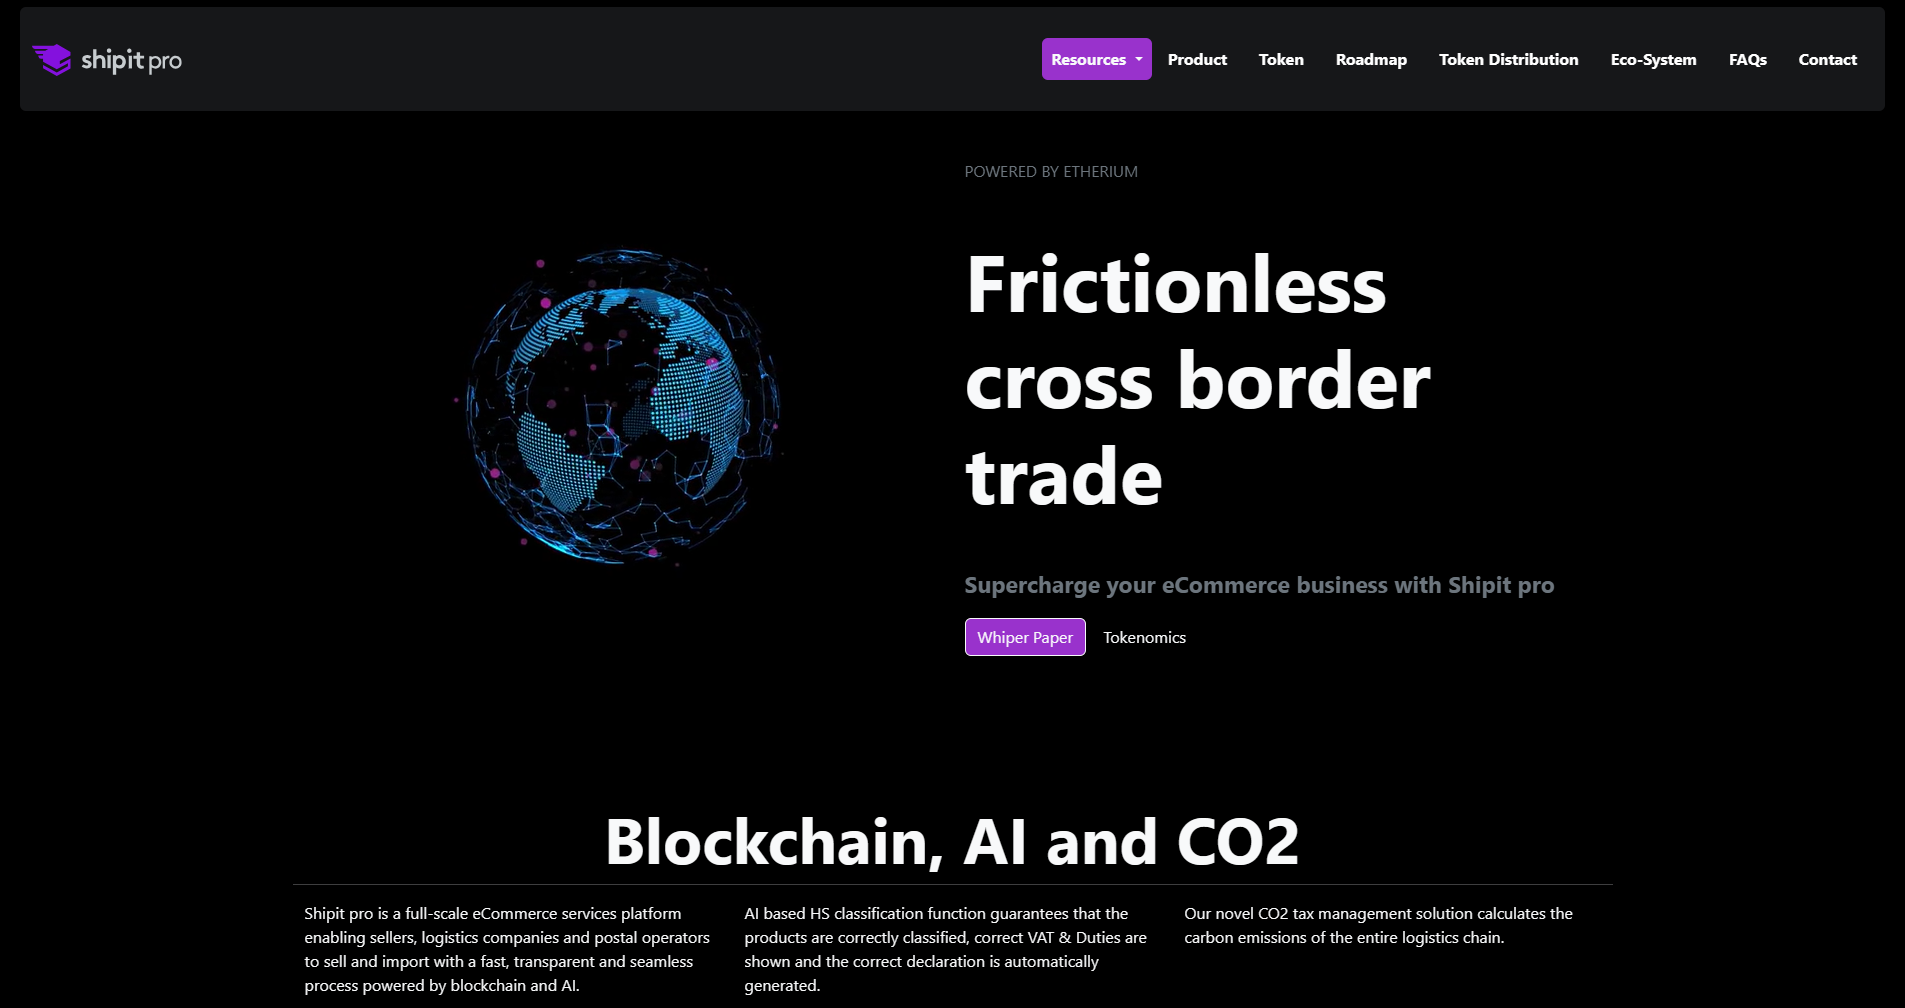 shipit pro
Resources Product Token Roadmap Token Distribution Eco-System FAQs Contact
POWERED BY ETHERIUM
Frictionless
cross border
trade
Supercharge your eCommerce business with Shipit pro
Whiper Paper Tokenomics
Blockchain, AI and CO2
Shipit pro is a full-scale eCommerce services platform
enabling sellers, logistics companies and postal operators
to sell and import with a fast, transparent and seamless
process powered by blockchain and AI.
AI based HS classification function guarantees that the
products are correctly classified, correct VAT & Duties are
shown and the correct declaration is automatically
generated.
Our novel CO2 tax management solution calculates the
carbon emissions of the entire logistics chain.